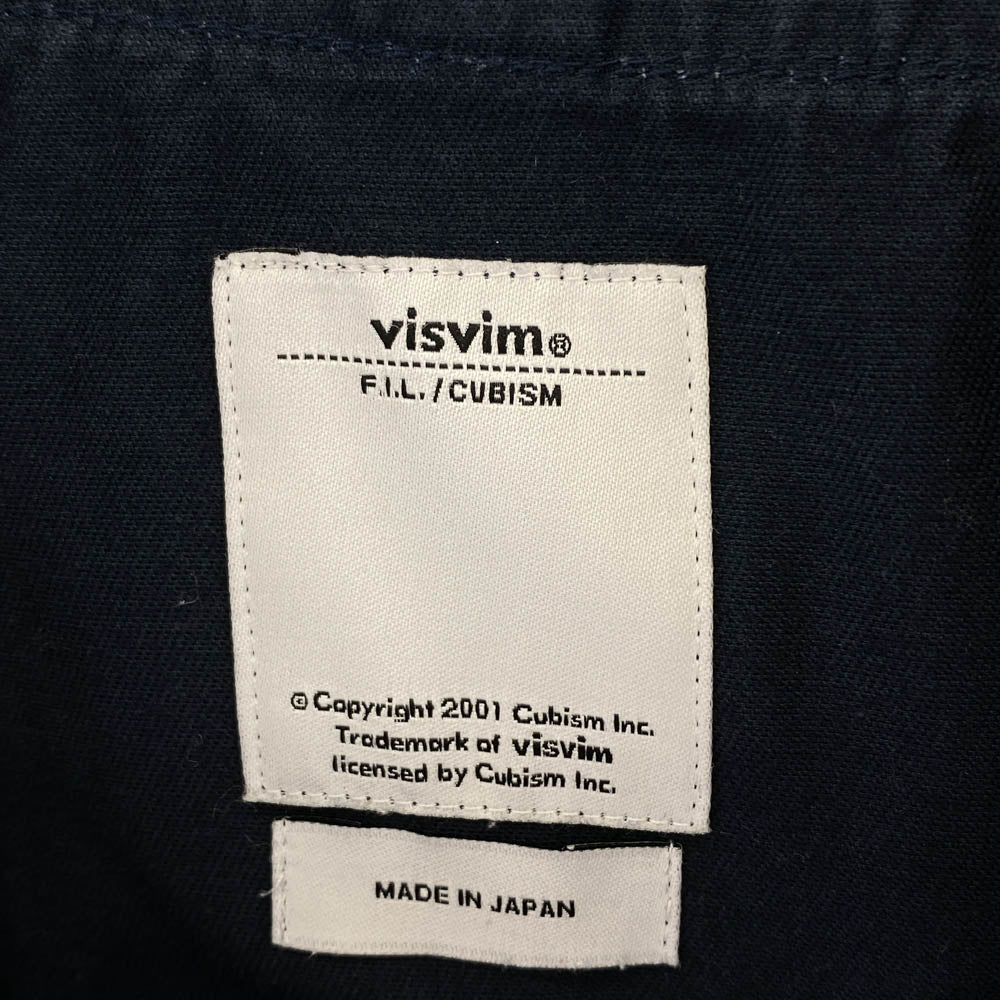 visvim®
F.I.L./CUBISM
© Copyright 2001 Cubism Inc.
Trademark of visvim
licensed by Cubism Inc.
MADE IN JAPAN